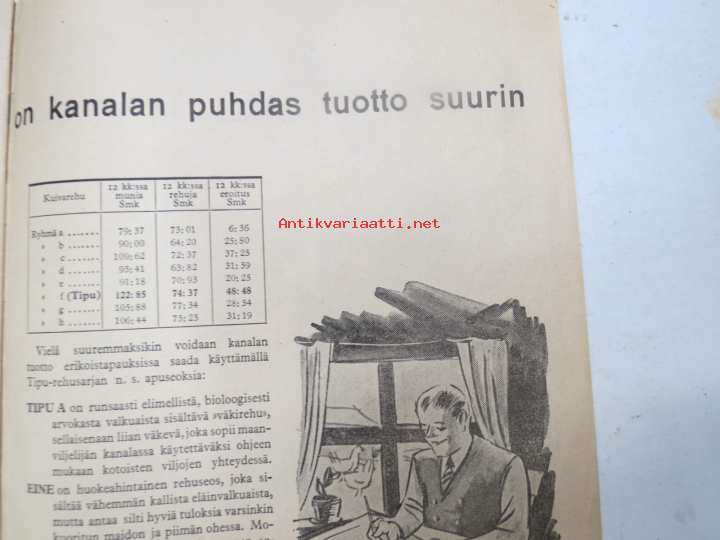 on kanalan puhdas tuotto suurin
Kuivarehu 12 kk:ssa munia Smk 12 kk:ssa rehuja Smk 12 kk:ssa eroitus Smk
Ryhmä a ....... 79: 37 73: 01 6: 36
» b ....... 90: 00 64: 20 25: 80
» c ....... 109: 62 72: 37 37: 25
» d ....... 95: 41 63: 82 31: 59
» e ....... 91: 18 70: 93 20: 25
» f (Tipu) 122: 85 74: 37 48: 48
» g ....... 105: 88 77: 34 28: 54
» h ....... 106: 44 75: 25 31: 19
Antikvariaatti.net
Vielä suuremmaksikin voidaan kanalan
tuotto erikoistapauksissa saada käyttämällä
Tipu-rehusarjan n. s. apuseoksia:
TIPU A on runsaasti elimellistä, bioloogisesti
arvokasta valkuaista sisältävä »väkirehu»,
sellaisenaan liian väkevä, joka sopii maan-
viljelijän kanalassa käytettäväksi ohjeen
mukaan kotoisten viljojen yhteydessä.
EINE on huokeahintainen rehuseos, joka si-
sältää vähemmän kallista eläinvalkuaista,
mutta antaa silti hyviä tuloksia varsinkin
kuoritun maidon ja piimän ohessa. Mo-